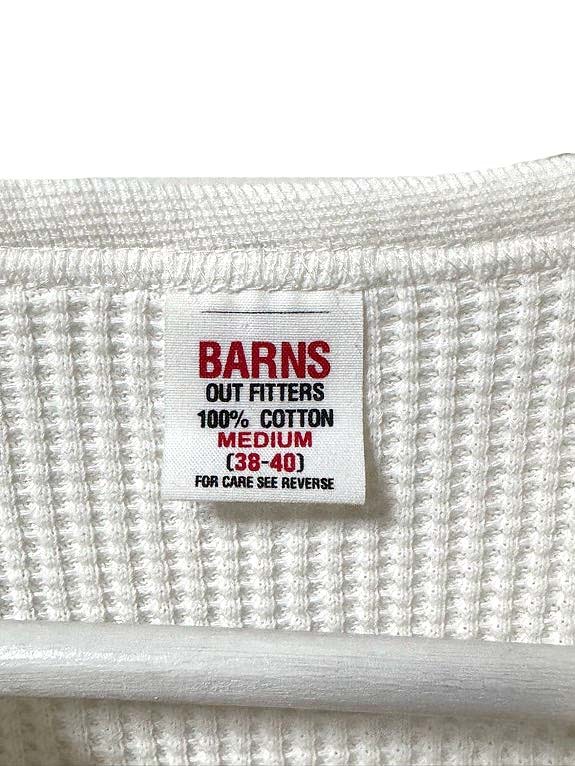 BARNS
OUT FITTERS
100% COTTON
MEDIUM
(38-40)
FOR CARE SEE REVERSE